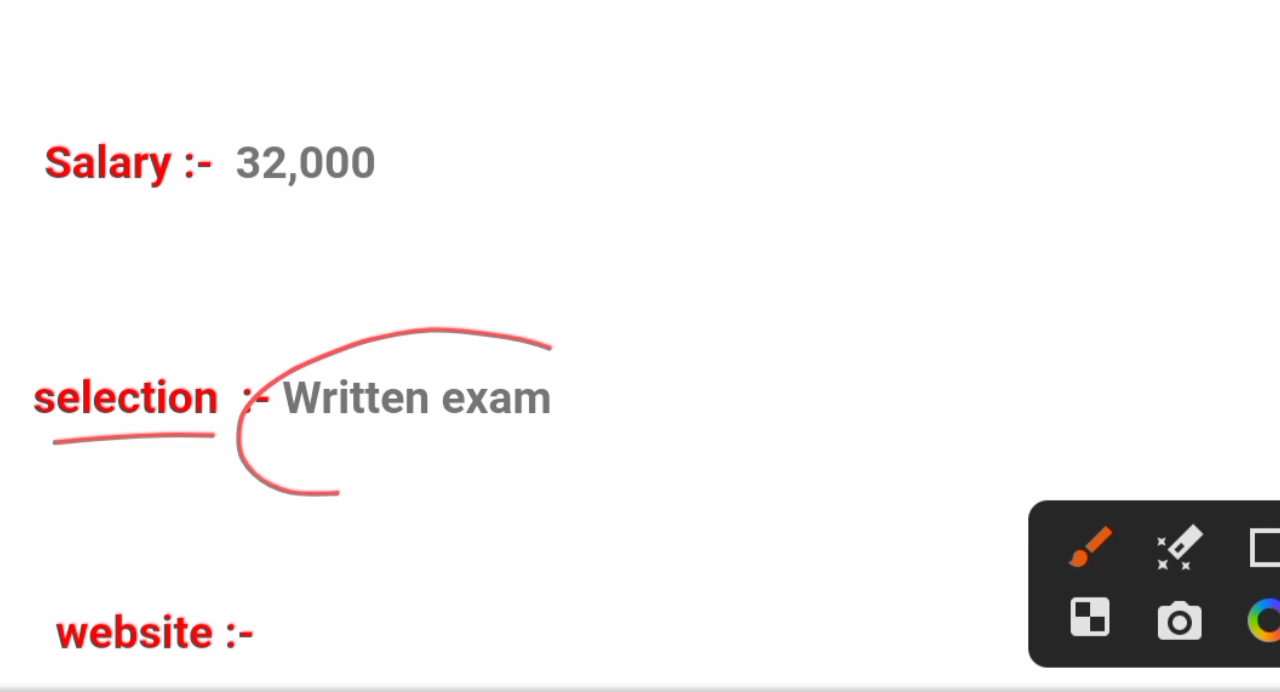 Salary :- 32,000
selection :- Written exam
website :-